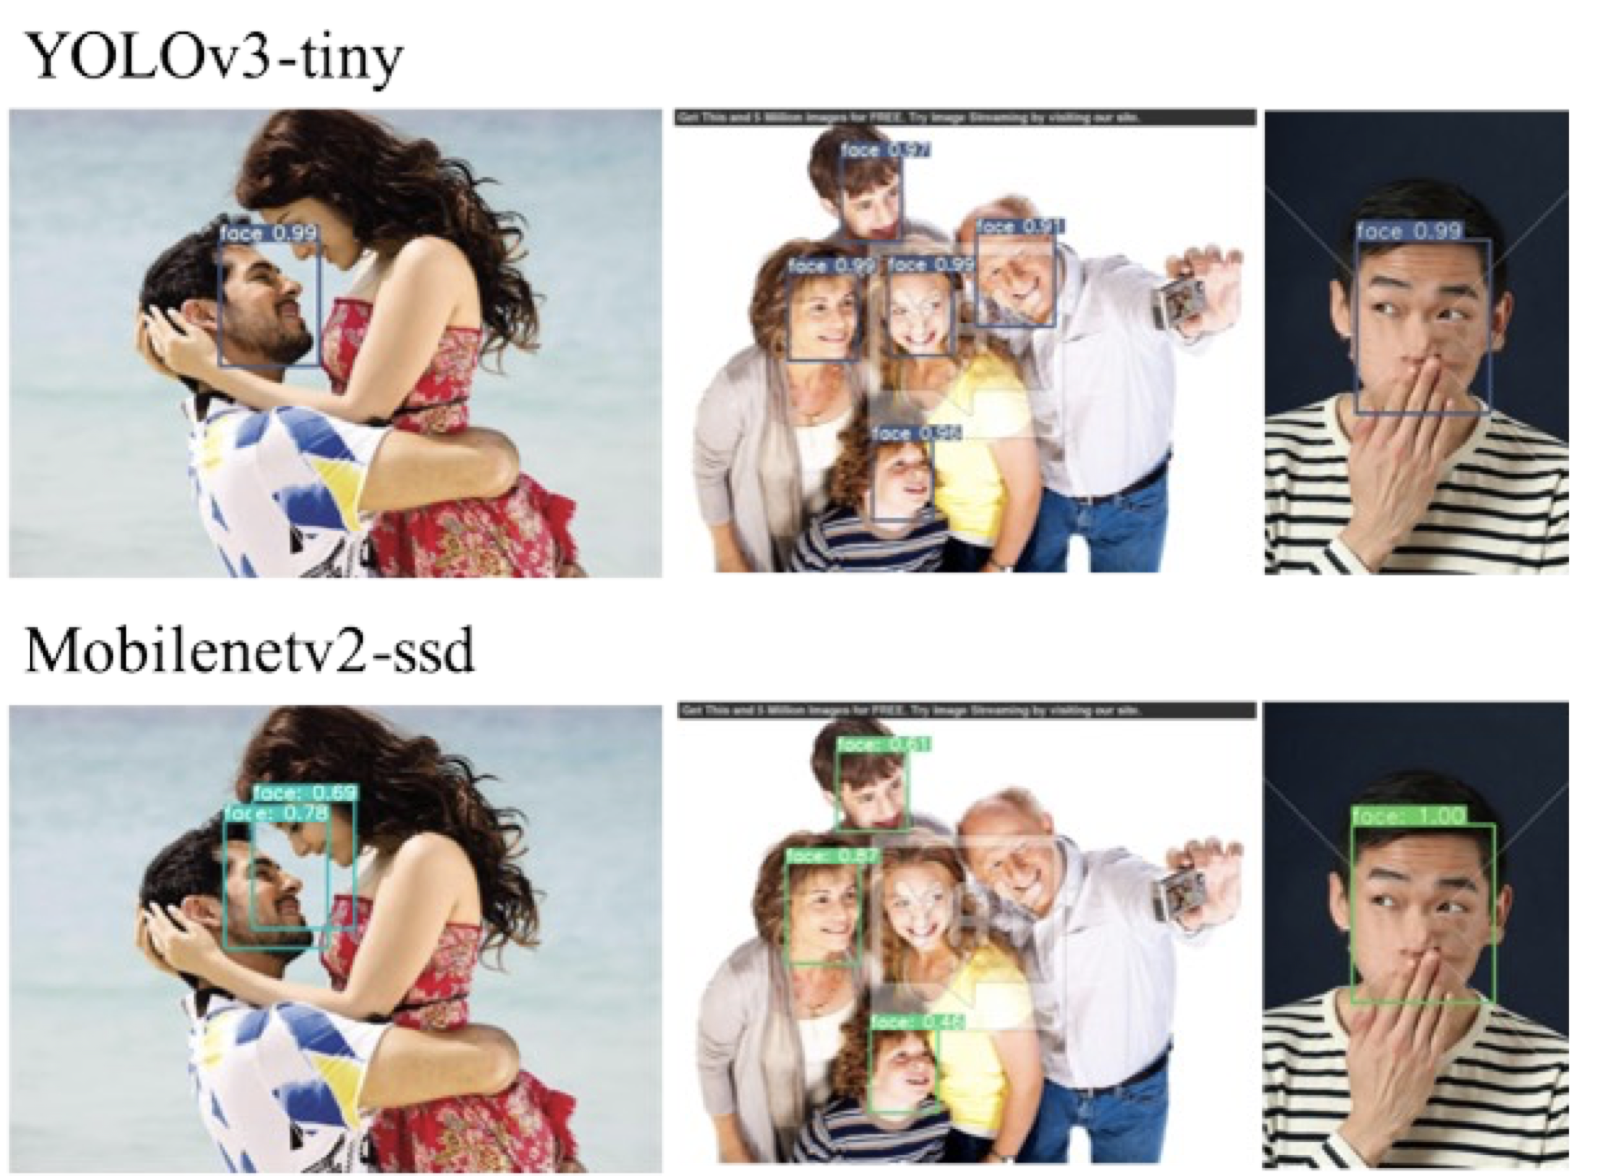 YOLOv3-tiny
Get This and 5 Million Images for FREE. Try Image Streaming by visiting our site.
face 0.97
face 0.99
face 0.91
face 0.99
face 0.99
face 0.99
face 0.95
Mobilenetv2-ssd
Get This and 5 Million Images for FREE. Try Image Streaming by visiting our site.
face: 0.61
face: 0.69
face: 0.78
face: 1.00
face: 0.87
face: 0.46